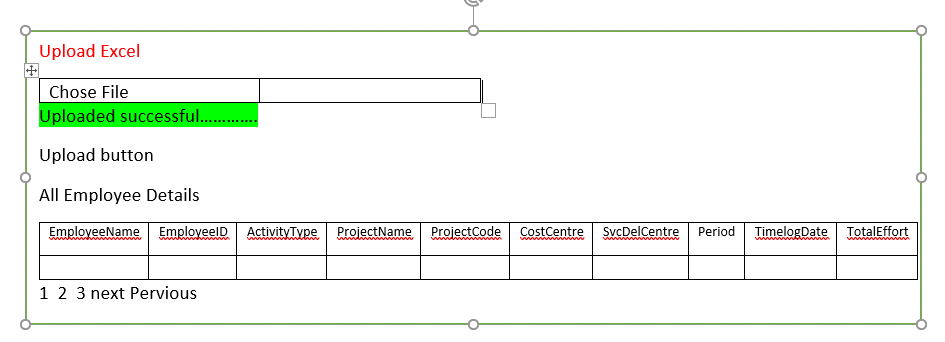 Upload Excel
Chose File
Uploaded successful………….
Upload button
All Employee Details
EmployeeName EmployeeID ActivityType ProjectName ProjectCode CostCentre SvcDelCentre Period TimelogDate TotalEffort
1 2 3 next Pervious